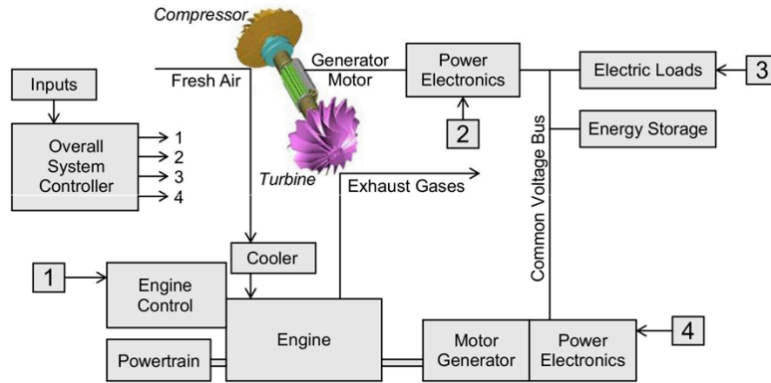 Compressor
Generator
Motor
Power
Electronics
Electric Loads
3
Inputs
Fresh Air
2
Energy Storage
Overall
System
Controller
1
2
3
4
Turbine
Exhaust Gases
Common Voltage Bus
Cooler
1
Engine
Control
Engine
Motor
Generator
Power
Electronics
4
Powertrain